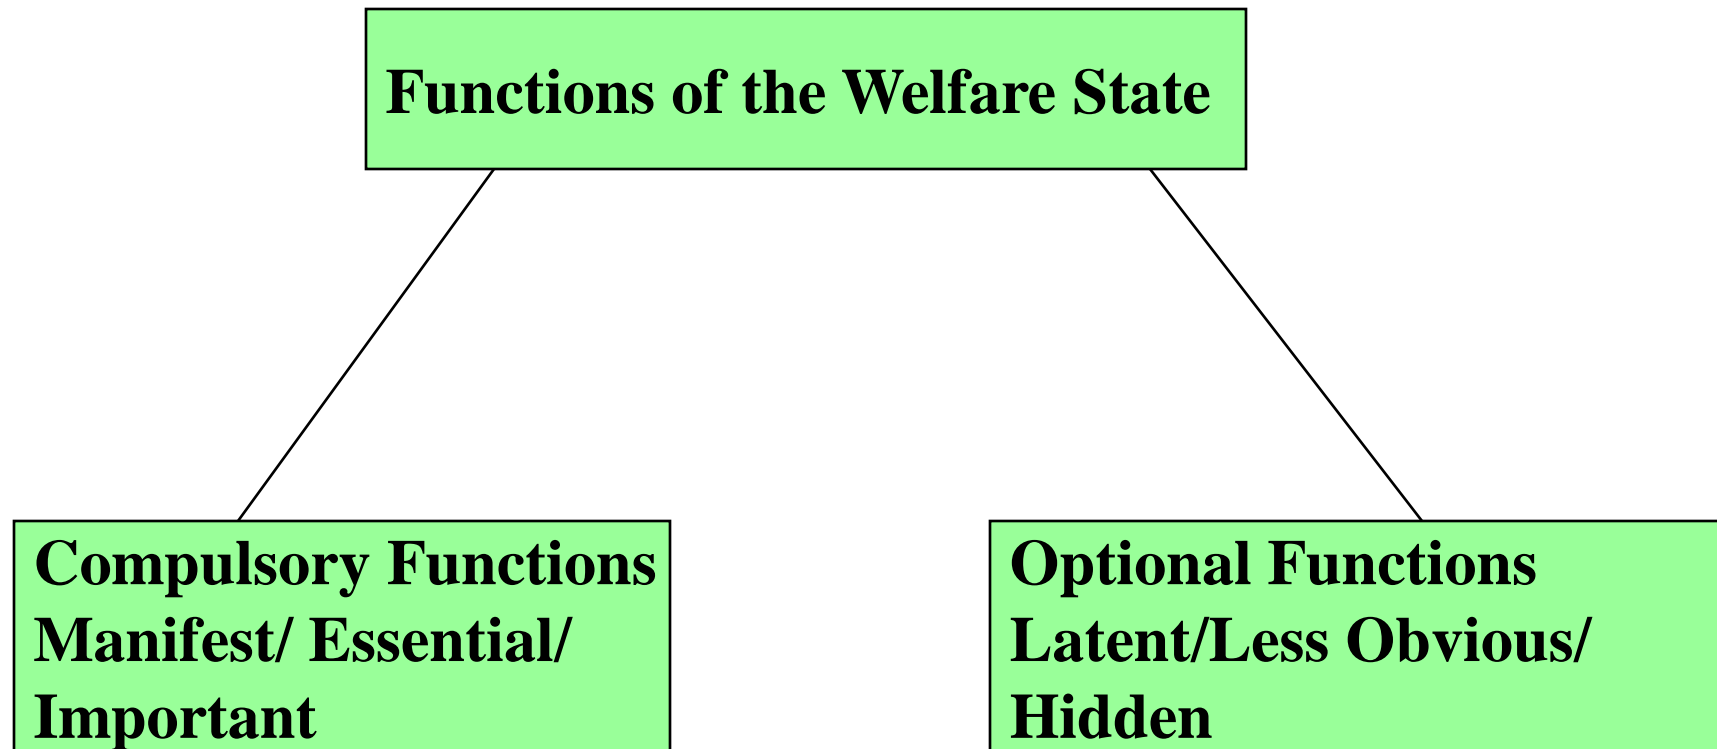 Functions of the Welfare State
Compulsory Functions
Manifest/ Essential/
Important
Optional Functions
Latent/Less Obvious/
Hidden